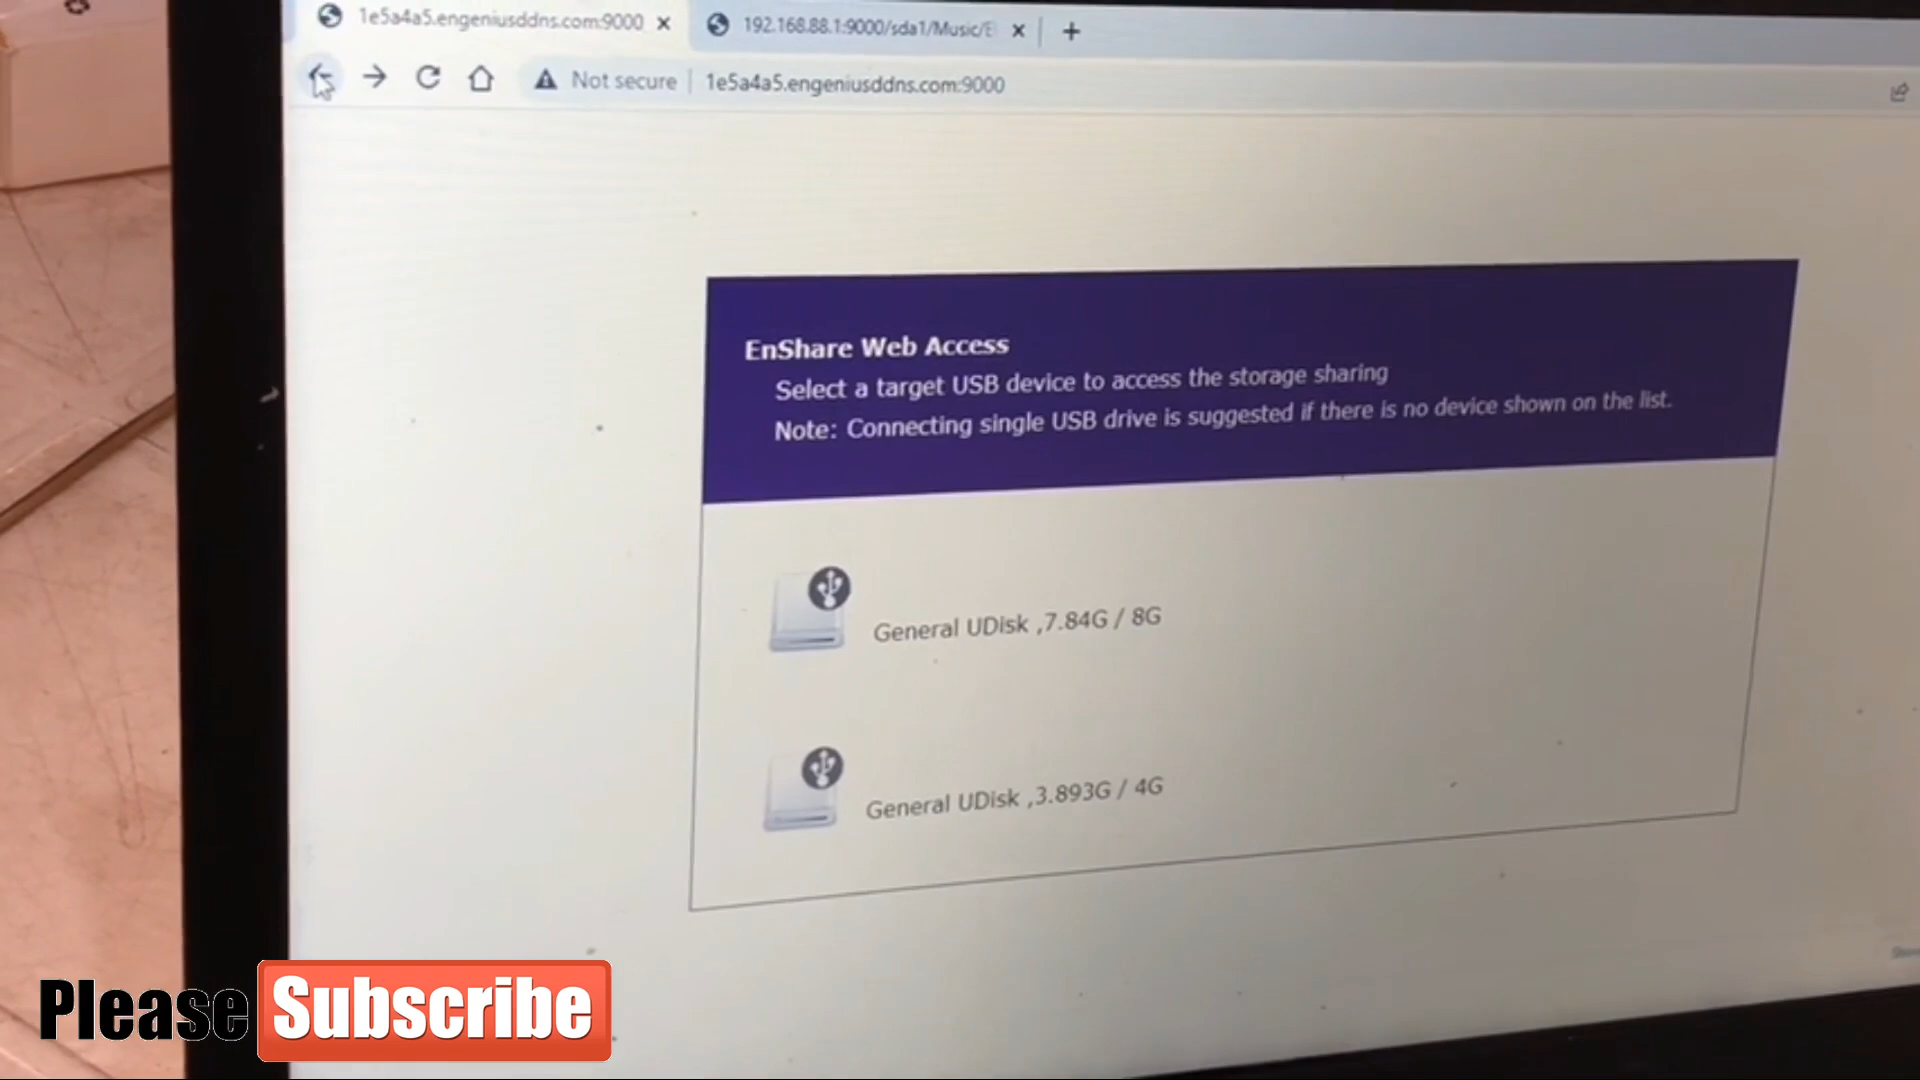 1e5a4a5.engeniusddns.com:9000
192.168.88.1:9000/sda1/Music/E
Not secure
1e5a4a5.engeniusddns.com:9000
EnShare Web Access
Select a target USB device to access the storage sharing
Note: Connecting single USB drive is suggested if there is no device shown on the list.
General UDisk ,7.84G / 8G
General UDisk ,3.893G / 4G
Please Subscribe